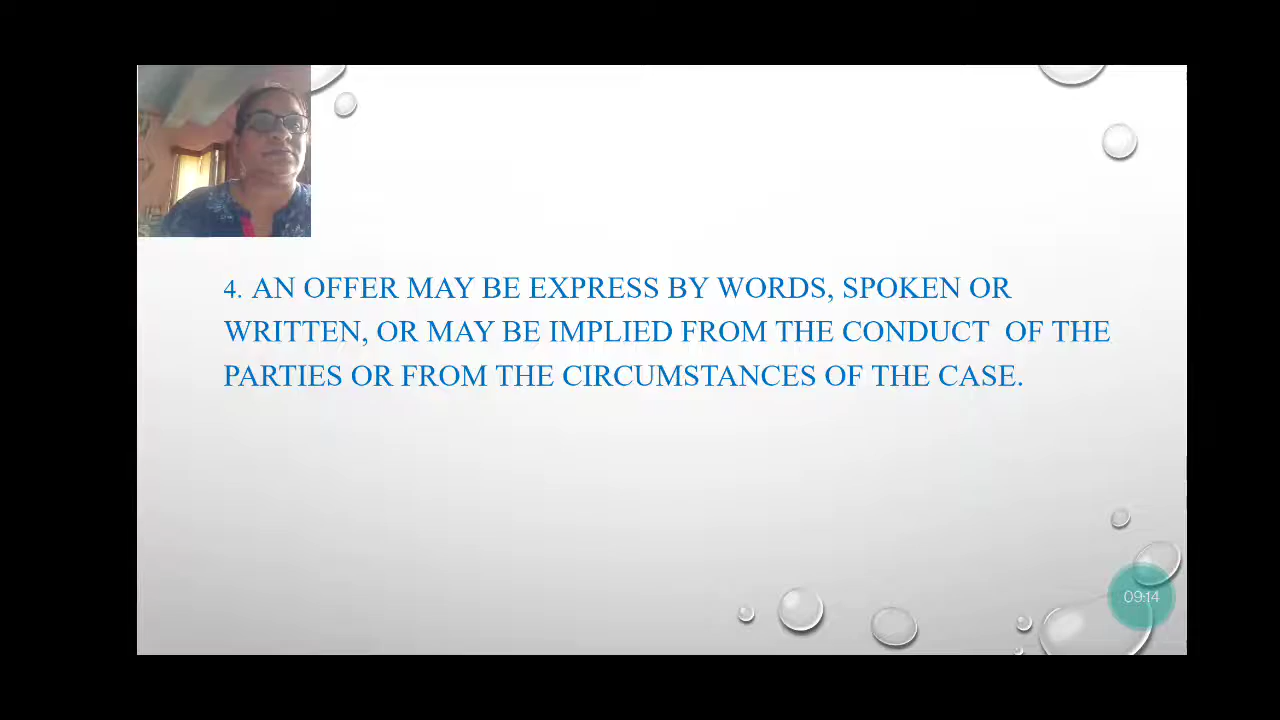 4. AN OFFER MAY BE EXPRESS BY WORDS, SPOKEN OR
WRITTEN, OR MAY BE IMPLIED FROM THE CONDUCT  OF THE
PARTIES OR FROM THE CIRCUMSTANCES OF THE CASE.
09:14